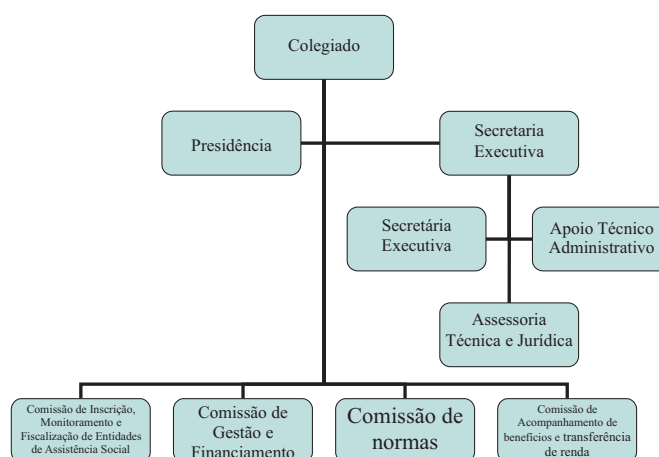 Colegiado
Presidência
Secretaria
Executiva
Secretária
Executiva
Apoio Técnico
Administrativo
Assessoria
Técnica e Jurídica
Comissão de Inscrição,
Monitoramento e
Fiscalização de Entidades
de Assistência Social
Comissão de
Gestão e
Financiamento
Comissão de
normas
Comissão de
Acompanhamento de
benefícios e transferência
de renda